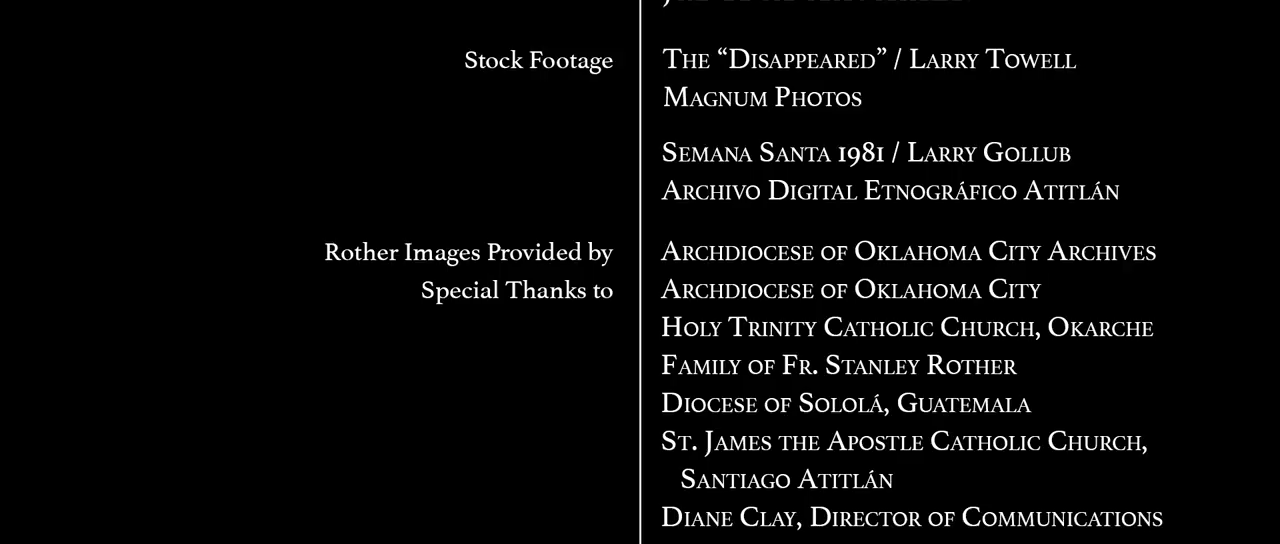 Stock Footage
The “Disappeared” / Larry Towell
Magnum Photos
Semana Santa 1981 / Larry Gollub
Archivo Digital Etnográfico Atitlán
Rother Images Provided by
Archdiocese of Oklahoma City Archives
Special Thanks to
Archdiocese of Oklahoma City
Holy Trinity Catholic Church, Okarche
Family of Fr. Stanley Rother
Diocese of Sololá, Guatemala
St. James the Apostle Catholic Church,
Santiago Atitlán
Diane Clay, Director of Communications